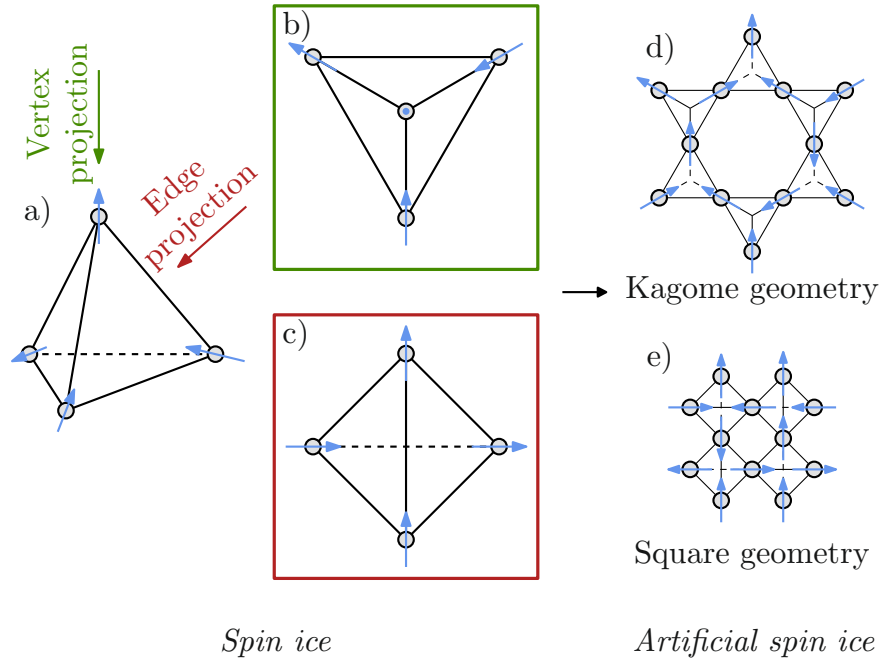 Vertex
projection
a)
Edge
projection
b)
c)
d)
Kagome geometry
e)
Square geometry
Spin ice
Artificial spin ice